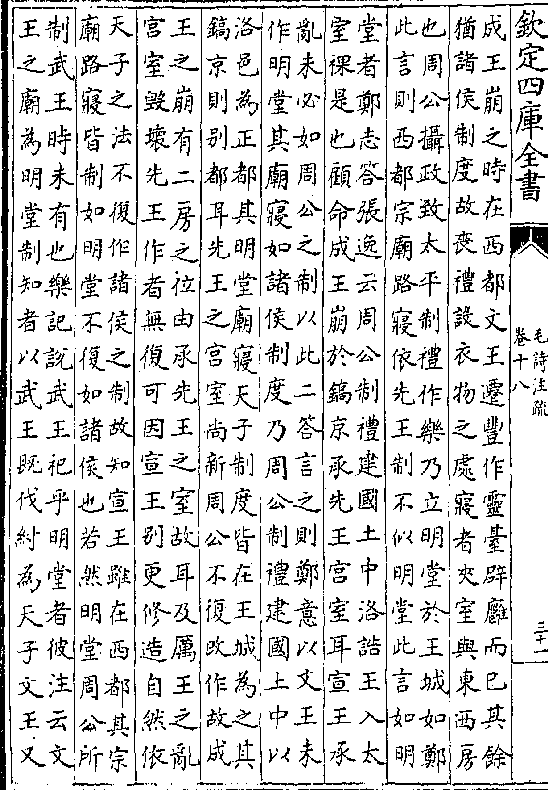 欽定四庫全書
毛詩注疏
卷十八
成王崩之時在西都文王遷豐作靈臺辟廱而已其餘
猶諸侯制度故喪禮設衣物之處寢者夾室與東西房
也周公攝政致太平制禮作樂乃立明堂於王城如鄭
此言則西都宗廟路寢依先王制不似明堂此言如明
堂者鄭志答張逸云周公制禮建國土中洛誥王入太
室祼是也顧命成王崩於鎬京承先王宮室耳宣王承
亂未必如周公之制以此二答言之則鄭意以文王未
作明堂其廟寢如諸侯制度乃周公制禮建國上中以
洛邑為正都其明堂廟寢天子制度皆在王城為之其
鎬京則别都耳先王之宮室尚新周公不復改作故成
王之崩有二房之位由承先王之室故耳及厲王之亂
宮室毀壞先王作者無復可因宣王别更修造自然依
天子之法不復作諸侯之制故知宣王雖在西都其宗
廟路寢皆制如明堂不復如諸侯也若然明堂周公所
制武王時未有也樂記說武王祀乎明堂者彼注云文
王之廟為明堂制知者以武王既伐紂為天子文王又